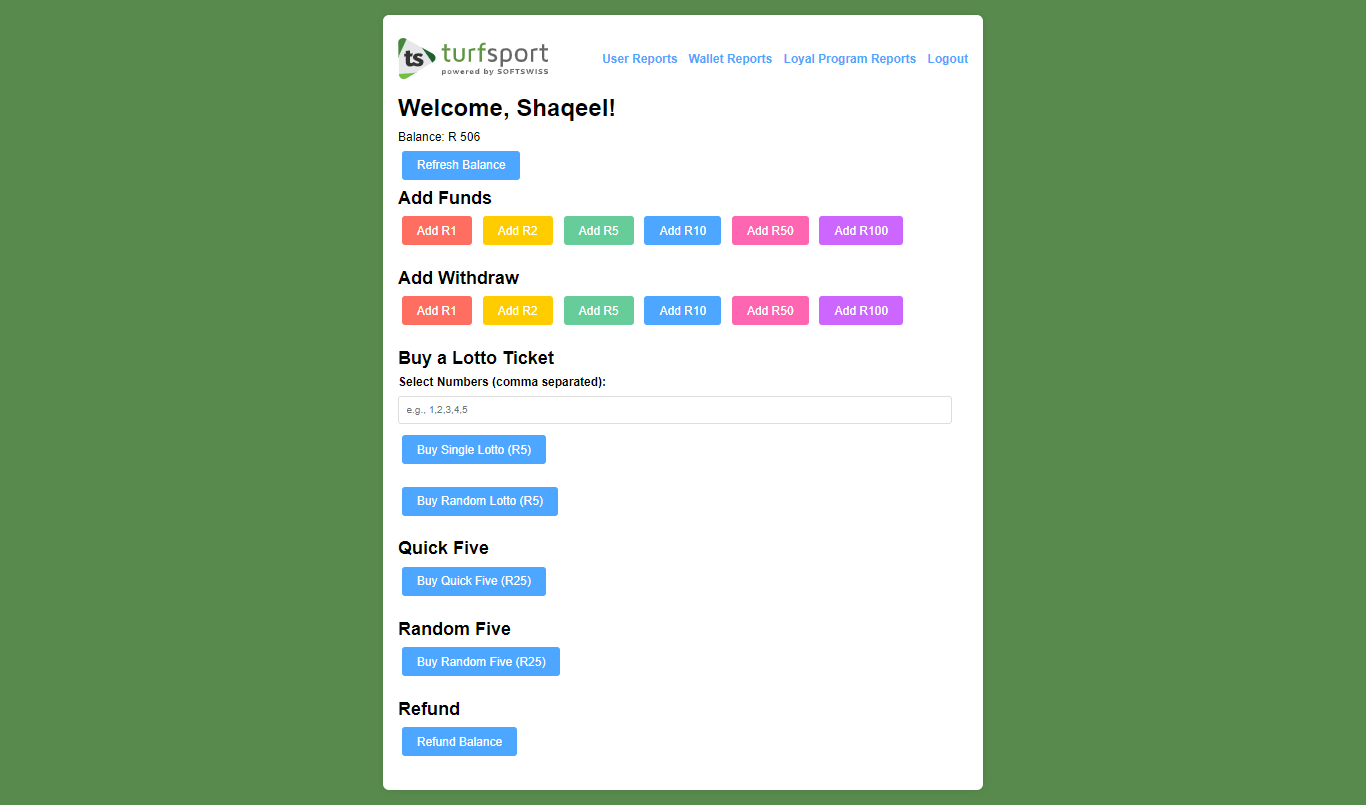 ts turfsport
powered by SOFTSWISS
User Reports Wallet Reports Loyal Program Reports Logout
Welcome, Shaqeel!
Balance: R 506
Refresh Balance
Add Funds
Add R1 Add R2 Add R5 Add R10 Add R50 Add R100
Add Withdraw
Add R1 Add R2 Add R5 Add R10 Add R50 Add R100
Buy a Lotto Ticket
Select Numbers (comma separated):
e.g., 1,2,3,4,5
Buy Single Lotto (R5)
Buy Random Lotto (R5)
Quick Five
Buy Quick Five (R25)
Random Five
Buy Random Five (R25)
Refund
Refund Balance